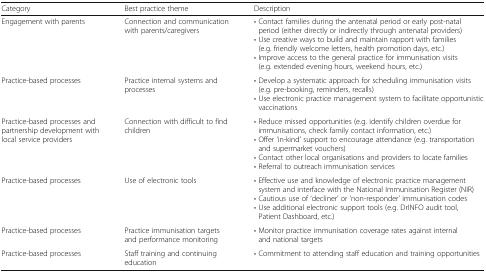 Category Best practice theme Description
Engagement with parents Connection and communication • Contact families during the antenatal period or early post-natal
with parents/caregivers period (either directly or indirectly through antenatal providers)
• Use creative ways to build and maintain rapport with families
(e.g. friendly welcome letters, health promotion days, etc.)
• Improve access to the general practice for immunisation visits
(e.g. extended evening hours, weekend hours, etc.)
Practice-based processes Practice internal systems and • Develop a systematic approach for scheduling immunisation visits
processes (e.g. pre-booking, reminders, recalls)
• Use electronic practice management system to facilitate opportunistic
vaccinations
Practice-based processes and Connection with difficult to find • Reduce missed opportunities (e.g. identify children overdue for
partnership development with children immunisations, check family contact information, etc.)
local service providers • Offer 'in-kind' support to encourage attendance (e.g. transportation
and supermarket vouchers)
• Contact other local organisations and providers to locate families
• Referral to outreach immunisation services
Practice-based processes Use of electronic tools • Effective use and knowledge of electronic practice management
system and interface with the National Immunisation Register (NIR)
• Cautious use of 'decliner' or 'non-responder' immunisation codes
• Use additional electronic support tools (e.g. DrINFO audit tool,
Patient Dashboard, etc.)
Practice-based processes Practice immunisation targets • Monitor practice immunisation coverage rates against internal
and performance monitoring and national targets
Practice-based processes Staff training and continuing • Commitment to attending staff education and training opportunities
education